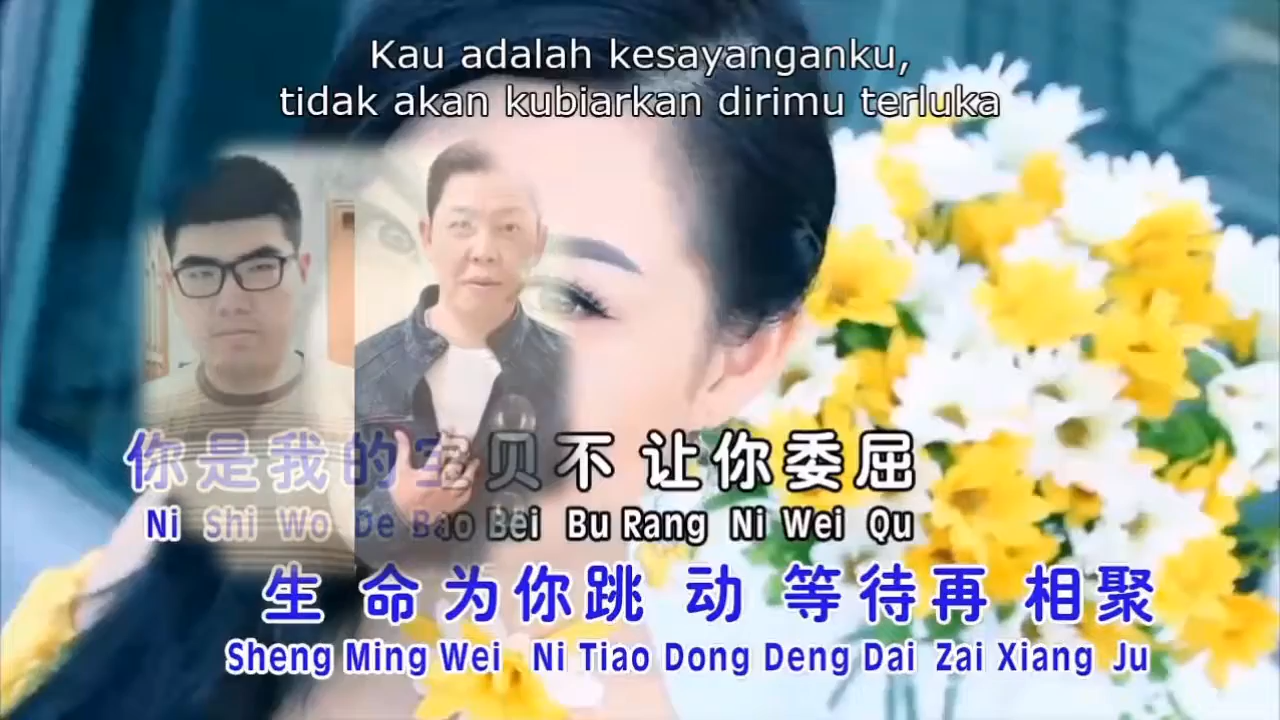 Kau adalah kesayanganku,
tidak akan kubiarkan dirimu terluka
你是我的宝贝不 让你委屈
Ni Shi Wo De Bao Bei Bu Rang Ni Wei Qu
生 命为你跳 动 等待再 相聚
Sheng Ming Wei Ni Tiao Dong Deng Dai Zai Xiang Ju